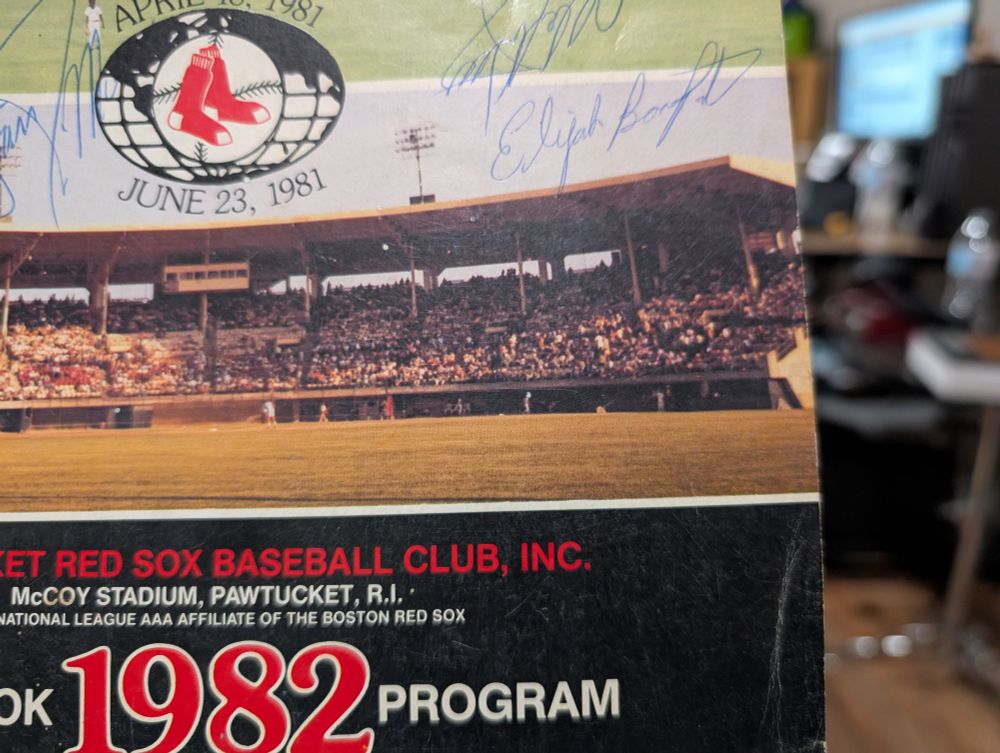 APRIL 18, 1981
JUNE 23, 1981
Elijah Bonaparte
KET RED SOX BASEBALL CLUB, INC.
McCOY STADIUM, PAWTUCKET, R.I.
NATIONAL LEAGUE AAA AFFILIATE OF THE BOSTON RED SOX
OK 1982 PROGRAM